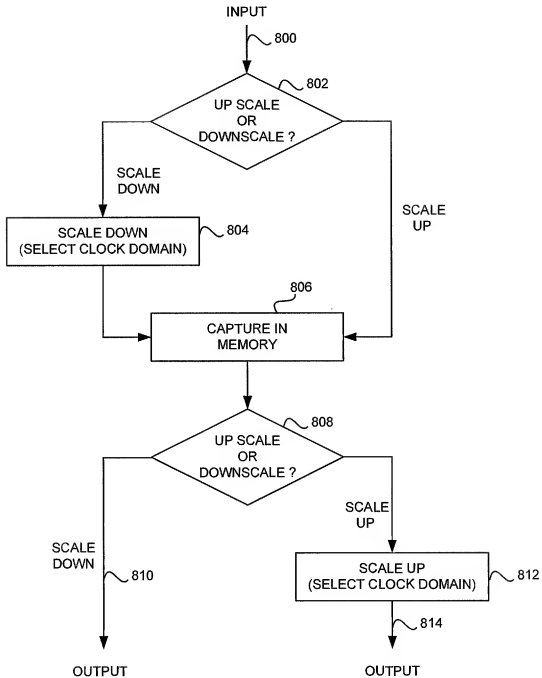 INPUT
800
802
UP SCALE
OR
DOWNSCALE ?
SCALE
DOWN
SCALE
UP
SCALE DOWN
(SELECT CLOCK DOMAIN)
804
806
CAPTURE IN
MEMORY
808
UP SCALE
OR
DOWNSCALE ?
SCALE
UP
SCALE
DOWN
810
SCALE UP
(SELECT CLOCK DOMAIN)
812
814
OUTPUT
OUTPUT